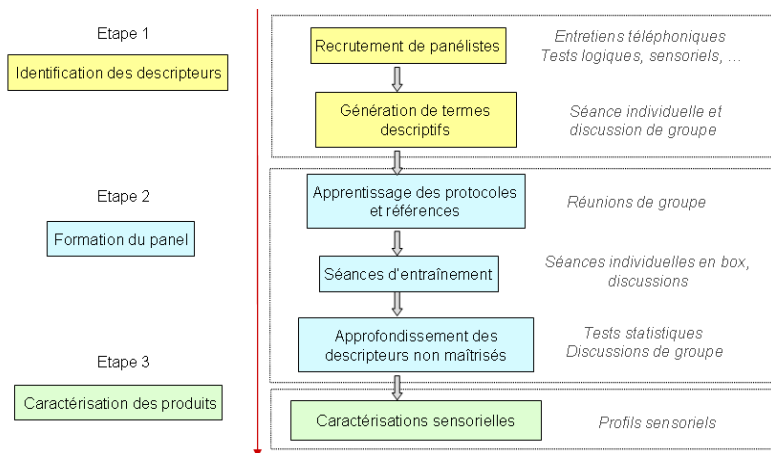 Etape 1
Identification des descripteurs
Recrutement de panélistes
Entretiens téléphoniques
Tests logiques, sensoriels, ...
Génération de termes
descriptifs
Séance individuelle et
discussion de groupe
Etape 2
Formation du panel
Apprentissage des protocoles
et références
Réunions de groupe
Séances d'entraînement
Séances individuelles en box,
discussions
Approfondissement des
descripteurs non maîtrisés
Tests statistiques
Discussions de groupe
Etape 3
Caractérisation des produits
Caractérisations sensorielles
Profils sensoriels